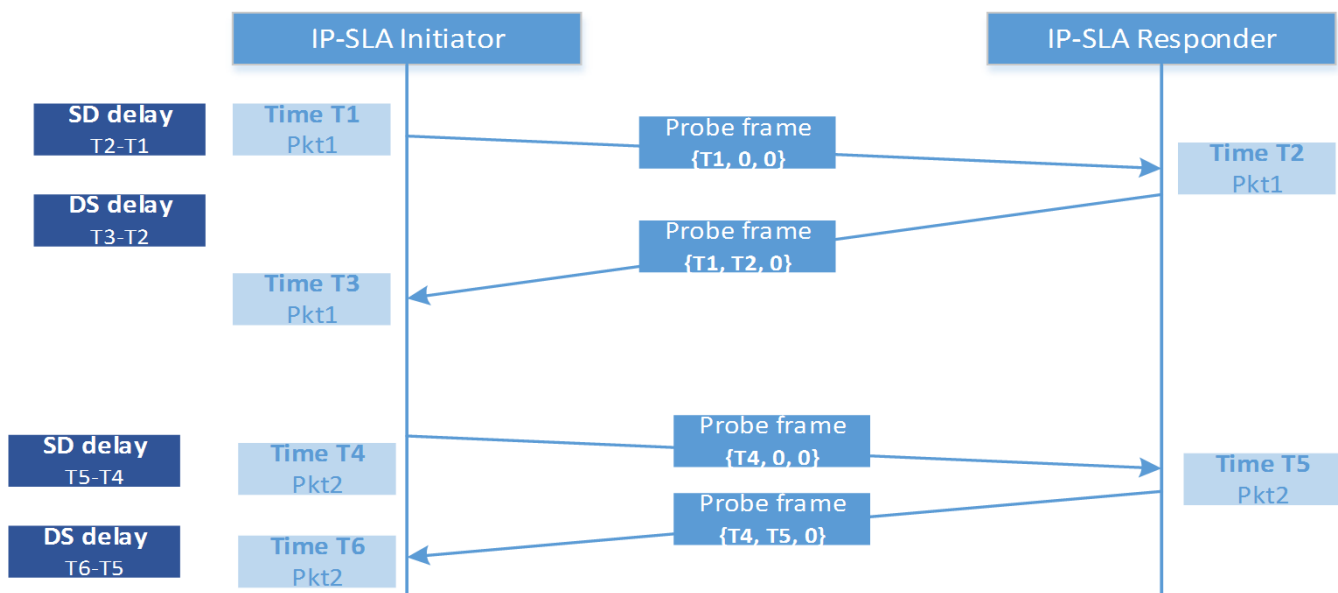 IP-SLA Initiator
IP-SLA Responder
SD delay
T2-T1
Time T1
Pkt1
Probe frame
{T1, 0, 0}
Time T2
Pkt1
DS delay
T3-T2
Probe frame
{T1, T2, 0}
Time T3
Pkt1
SD delay
T5-T4
Time T4
Pkt2
Probe frame
{T4, 0, 0}
Time T5
Pkt2
DS delay
T6-T5
Time T6
Pkt2
Probe frame
{T4, T5, 0}